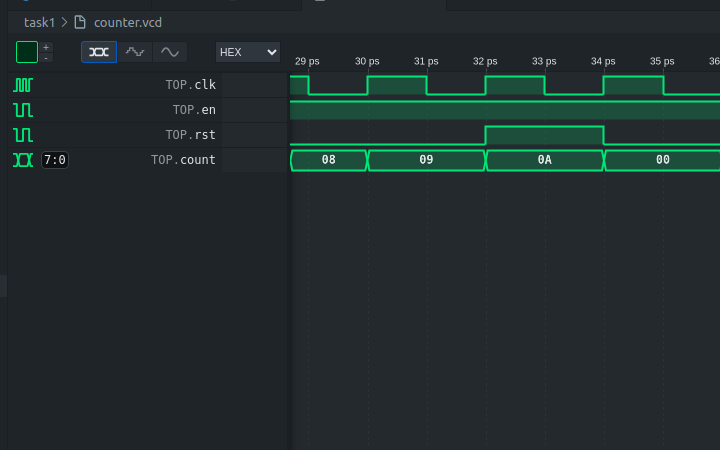 task1 > counter.vcd
+
-
HEX
29 ps 30 ps 31 ps 32 ps 33 ps 34 ps 35 ps 36
TOP.clk
TOP.en
TOP.rst
7:0 TOP.count 08 09 0A 00